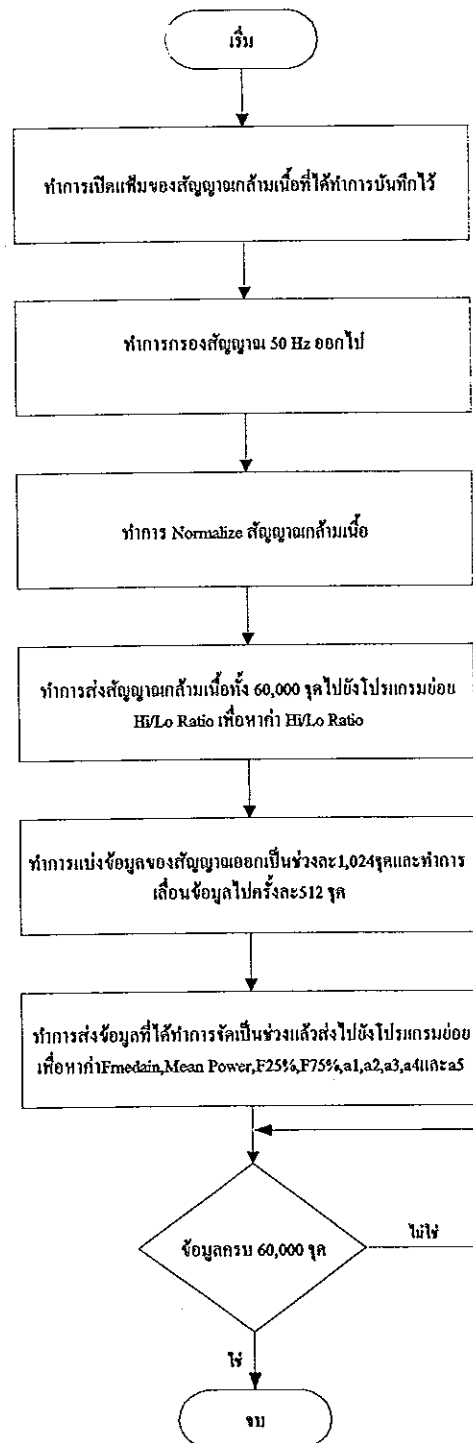 เริ่ม
ทำการเปิดแฟ้มของสัญญาณกล้ามเนื้อที่ได้ทำการบันทึกไว้
ทำการกรองสัญญาณ 50 Hz ออกไป
ทำการ Normalize สัญญาณกล้ามเนื้อ
ทำการส่งสัญญาณกล้ามเนื้อทั้ง 60,000 จุดไปยังโปรแกรมย่อย
Hi/Lo Ratio เพื่อหาค่า Hi/Lo Ratio
ทำการแบ่งข้อมูลของสัญญาณออกเป็นช่วงละ1,024จุดและทำการ
เลื่อนข้อมูลไปครั้งละ512 จุด
ทำการส่งข้อมูลที่ได้ทำการจัดเป็นช่วงแล้วส่งไปยังโปรแกรมย่อย
เพื่อหาค่าFmedain,Mean Power,F25%,F75%,a1,a2,a3,a4และa5
ข้อมูลครบ 60,000 จุด
ไม่ใช่
ใช่
จบ